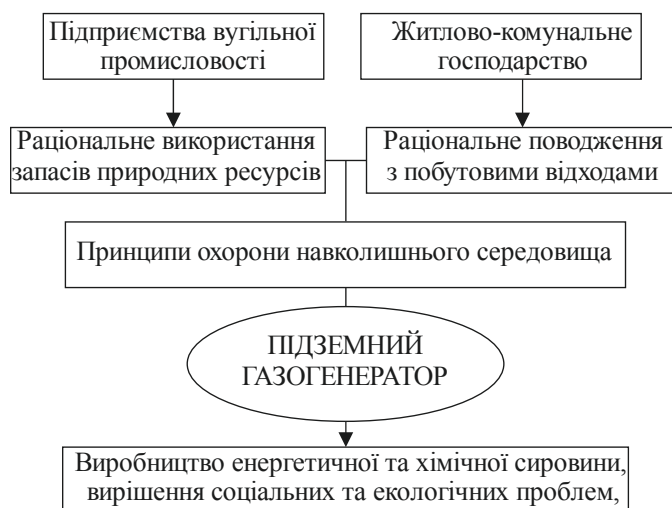 Підприємства вугільної
промисловості
Житлово-комунальне
господарство
Раціональне використання
запасів природних ресурсів
Раціональне поводження
з побутовими відходами
Принципи охорони навколишнього середовища
ПІДЗЕМНИЙ
ГАЗОГЕНЕРАТОР
Виробництво енергетичної та хімічної сировини,
вирішення соціальних та екологічних проблем,